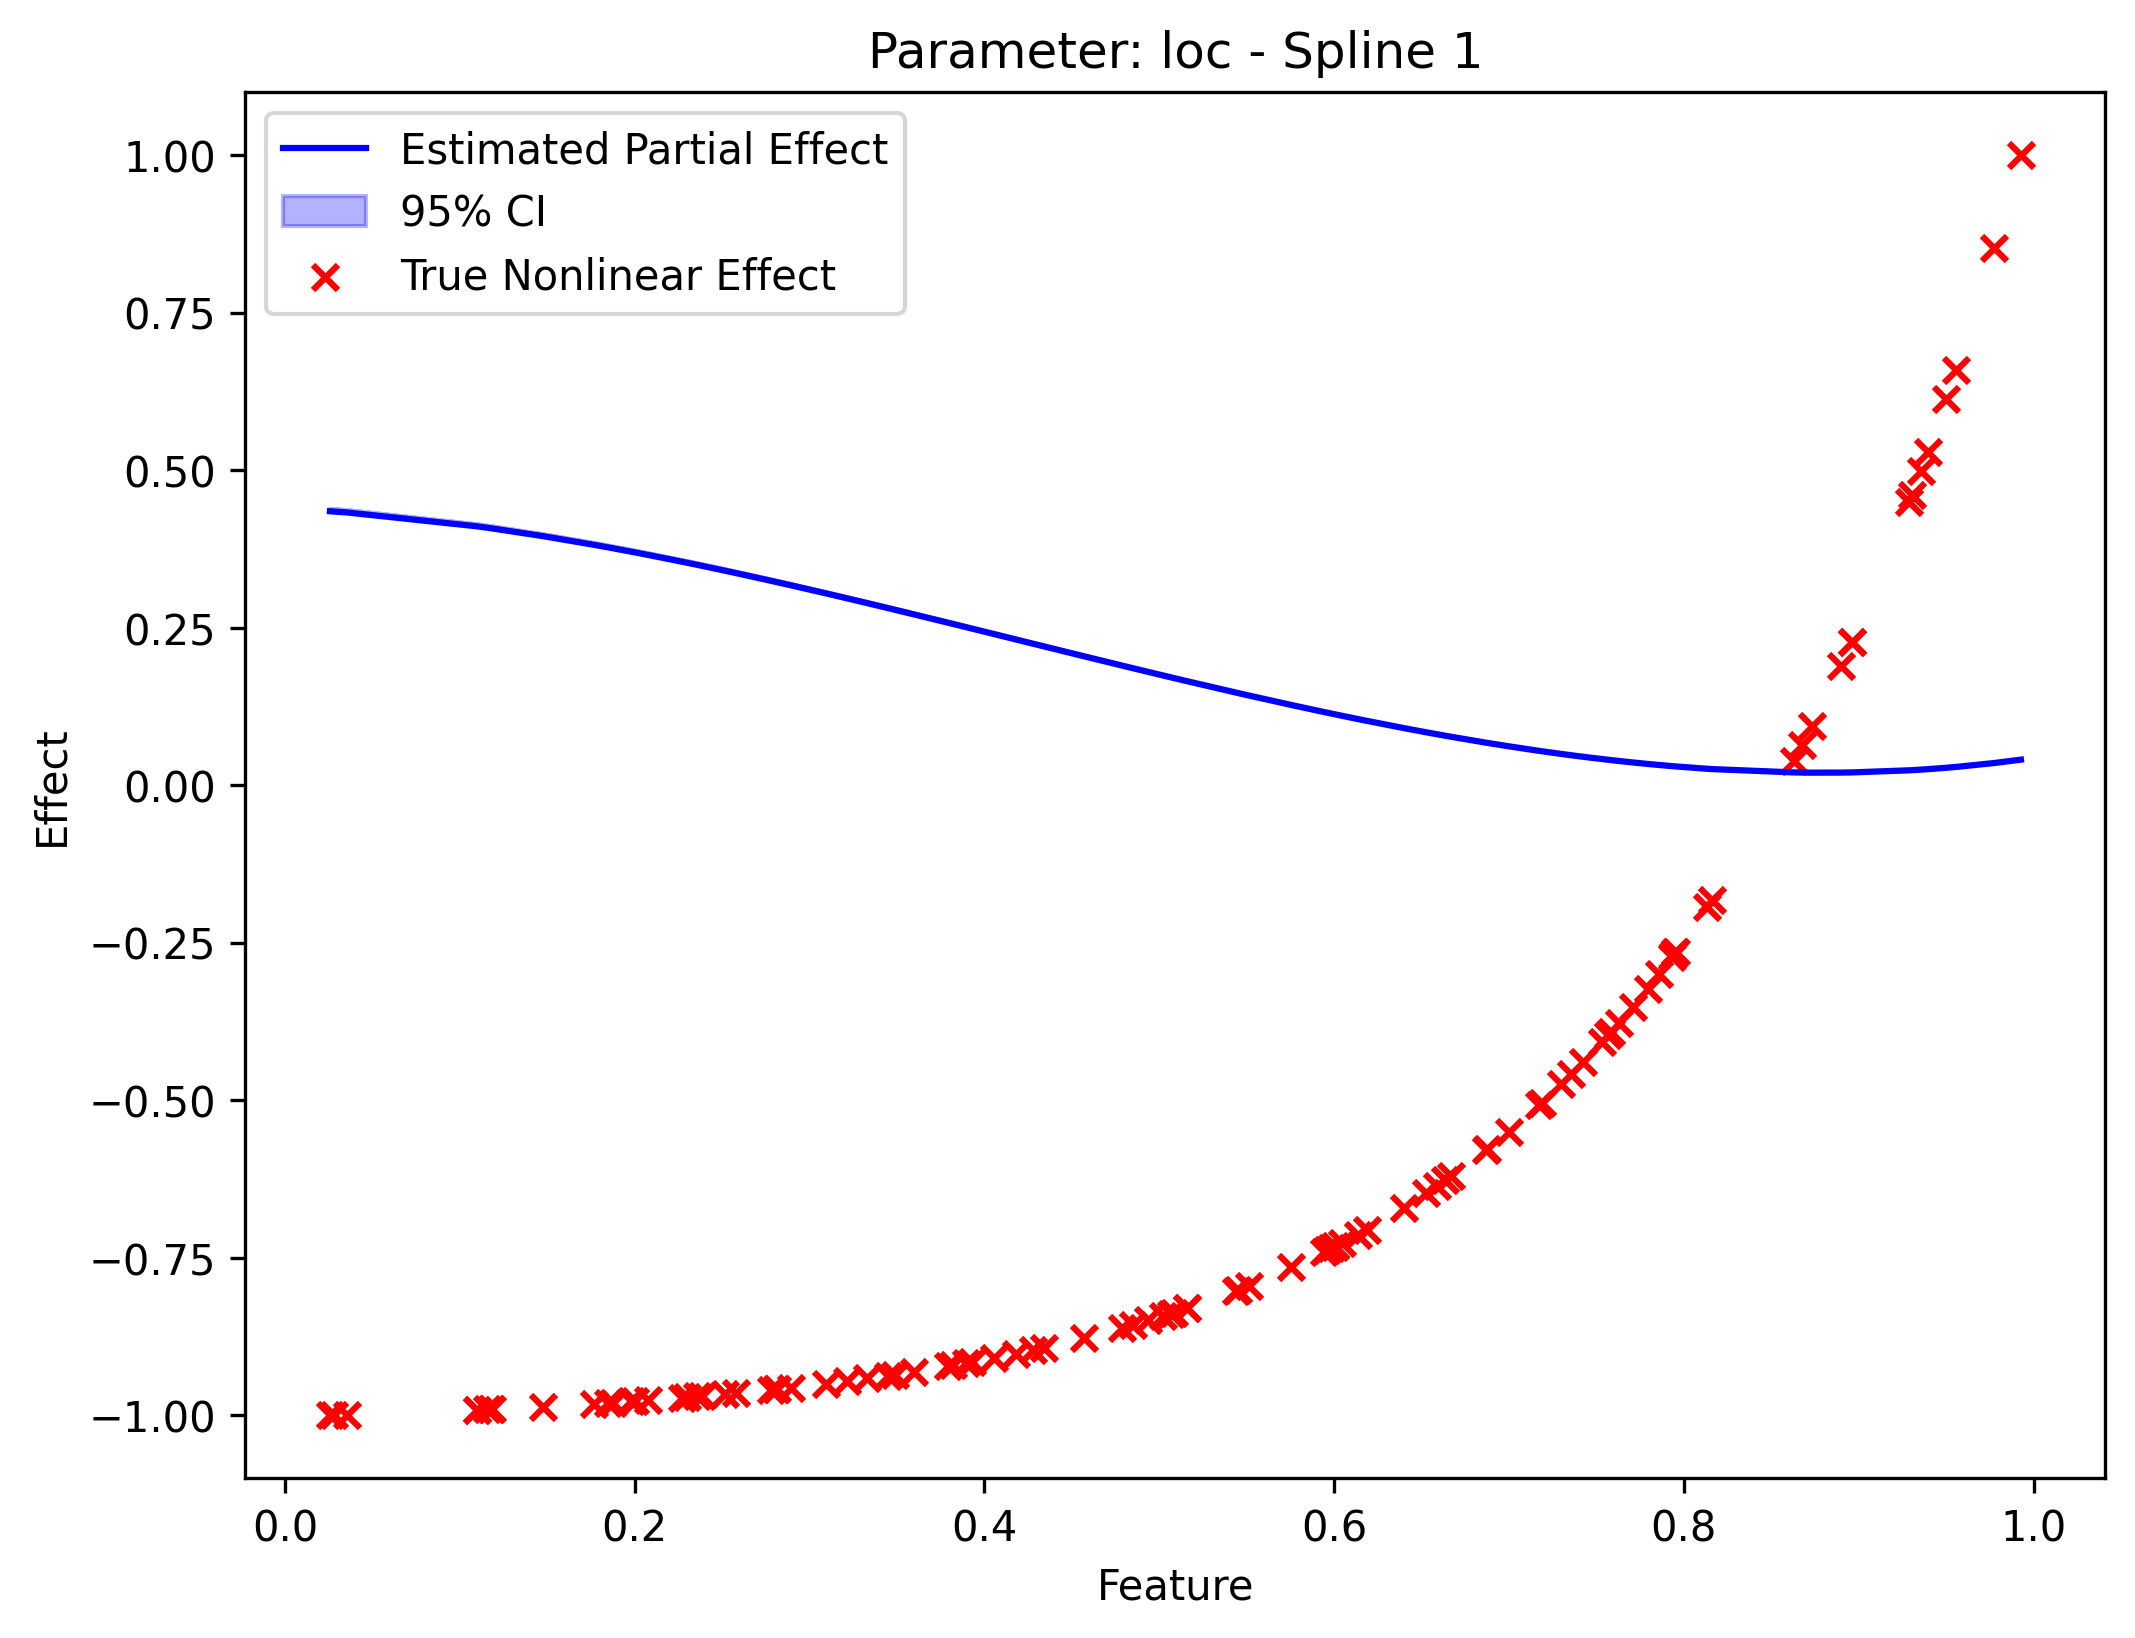 Parameter: loc - Spline 1
Estimated Partial Effect
95% CI
True Nonlinear Effect
1.00
0.75
0.50
0.25
0.00
−0.25
−0.50
−0.75
−1.00
Effect
0.0 0.2 0.4 0.6 0.8 1.0
Feature